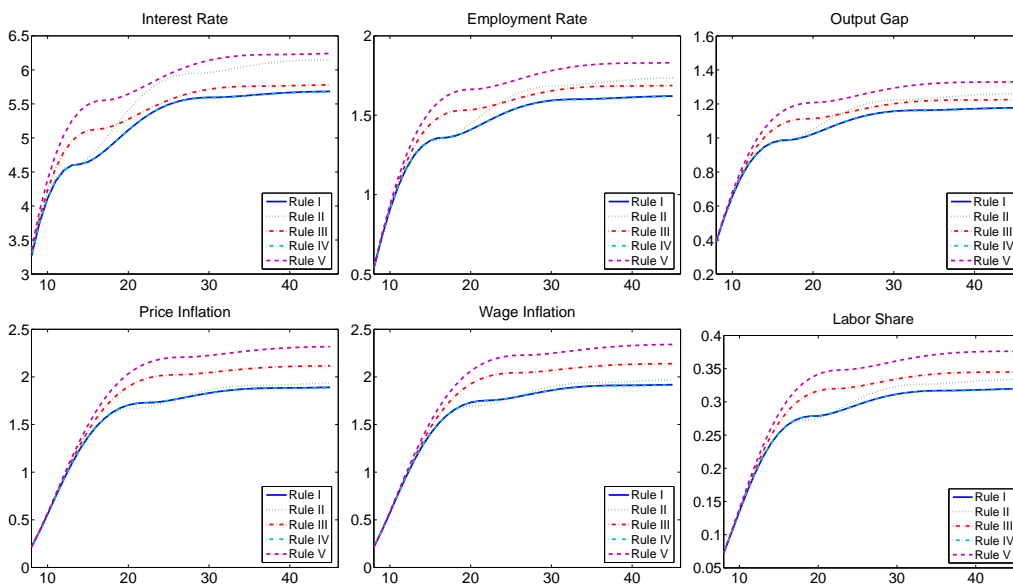 Interest Rate
6.5
6
5.5
5
4.5
4
3.5
3
10 20 30 40
Rule I
Rule II
Rule III
Rule IV
Rule V
Employment Rate
2
1.5
1
0.5
10 20 30 40
Rule I
Rule II
Rule III
Rule IV
Rule V
Output Gap
1.6
1.4
1.2
1
0.8
0.6
0.4
0.2
10 20 30 40
Rule I
Rule II
Rule III
Rule IV
Rule V
Price Inflation
2.5
2
1.5
1
0.5
0
10 20 30 40
Rule I
Rule II
Rule III
Rule IV
Rule V
Wage Inflation
2.5
2
1.5
1
0.5
0
10 20 30 40
Rule I
Rule II
Rule III
Rule IV
Rule V
Labor Share
0.4
0.35
0.3
0.25
0.2
0.15
0.1
0.05
10 20 30 40
Rule I
Rule II
Rule III
Rule IV
Rule V